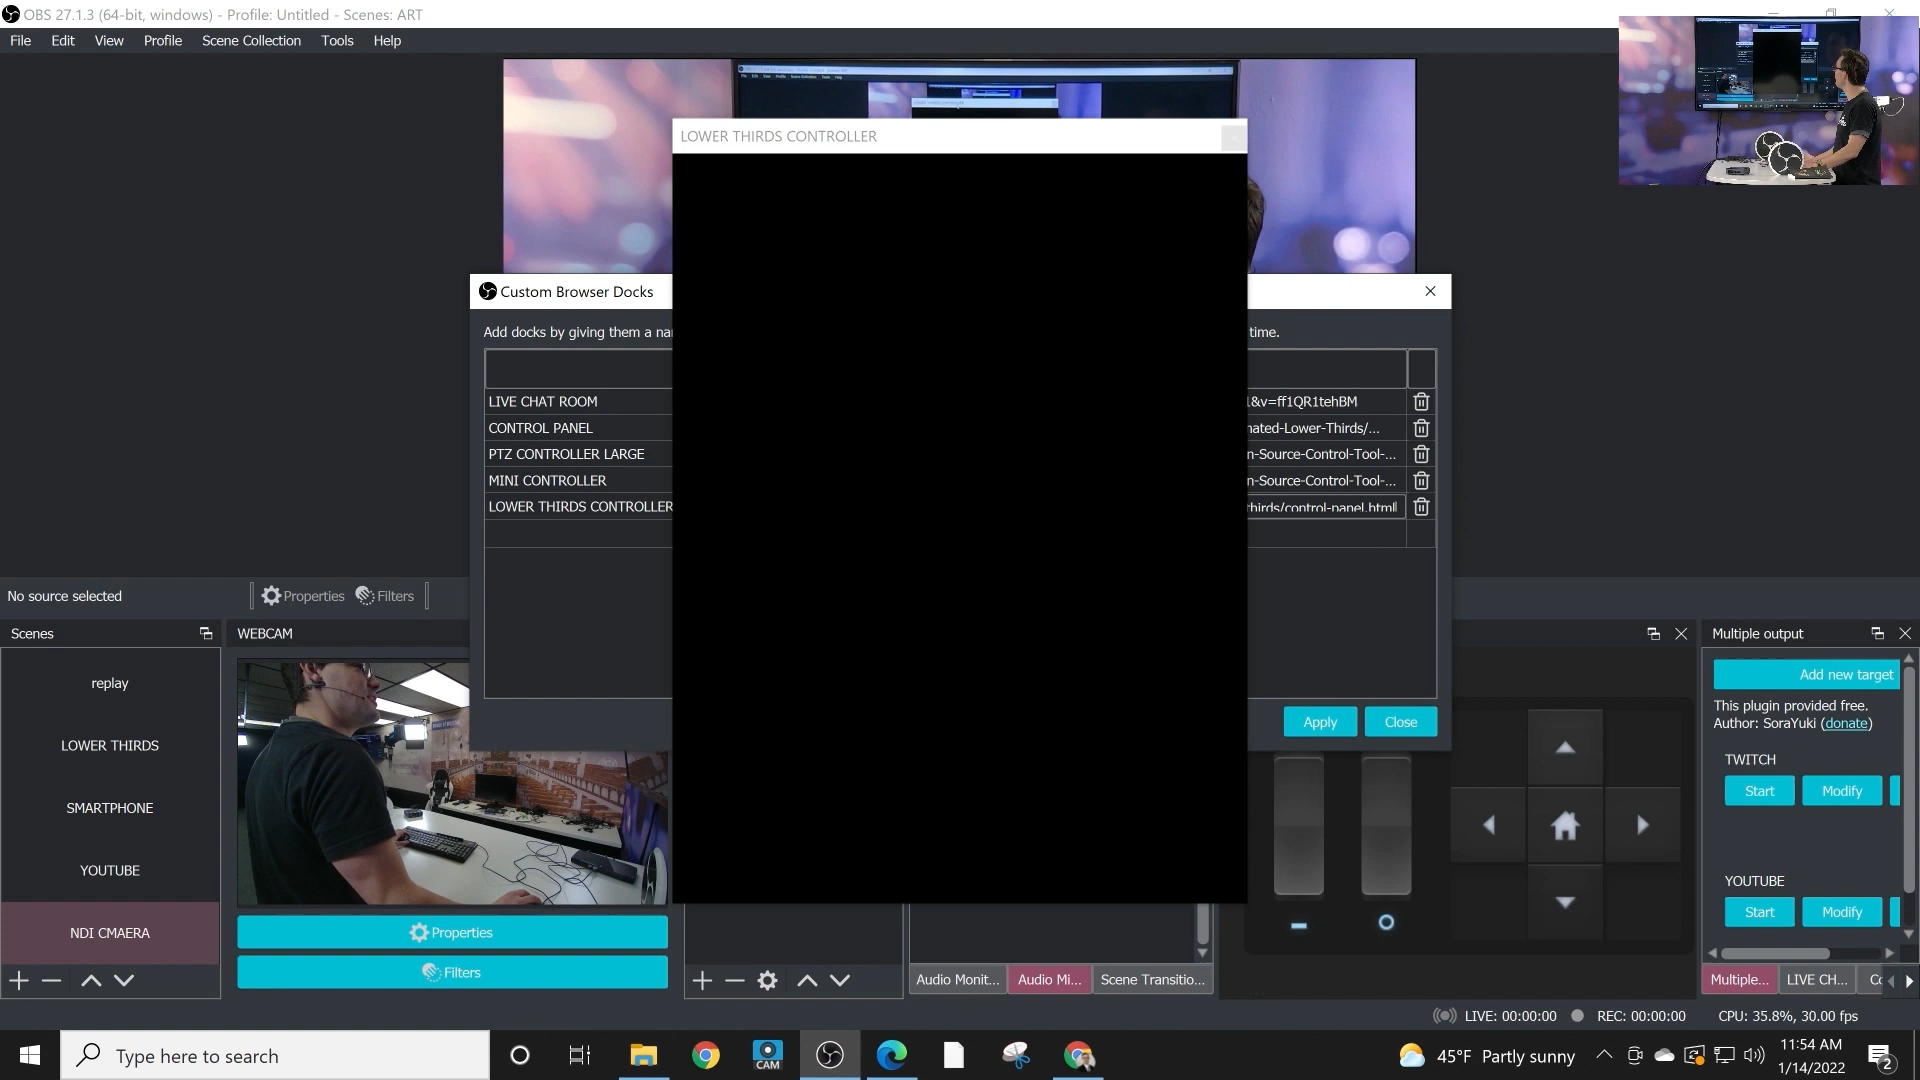 OBS 27.1.3 (64-bit, windows) - Profile: Untitled - Scenes: ART
File Edit View Profile Scene Collection Tools Help
LOWER THIRDS CONTROLLER
Custom Browser Docks
Add docks by giving them a na
time.
LIVE CHAT ROOM
&v=ff1QR1tehBM
CONTROL PANEL
nated-Lower-Thirds/...
PTZ CONTROLLER LARGE
n-Source-Control-Tool-...
MINI CONTROLLER
n-Source-Control-Tool-...
LOWER THIRDS CONTROLLER
thirds/control-panel.html
Apply
Close
No source selected
Properties
Filters
Scenes
replay
LOWER THIRDS
SMARTPHONE
YOUTUBE
NDI CMAERA
WEBCAM
Properties
Filters
Audio Monit...
Audio Mi...
Scene Transitio...
Multiple output
Add new target
This plugin provided free.
Author: SoraYuki (donate)
TWITCH
Start
Modify
YOUTUBE
Start
Modify
Multiple...
LIVE CH...
LIVE: 00:00:00
REC: 00:00:00
CPU: 35.8%, 30.00 fps
Type here to search
CAM
45°F Partly sunny
11:54 AM
1/14/2022
2